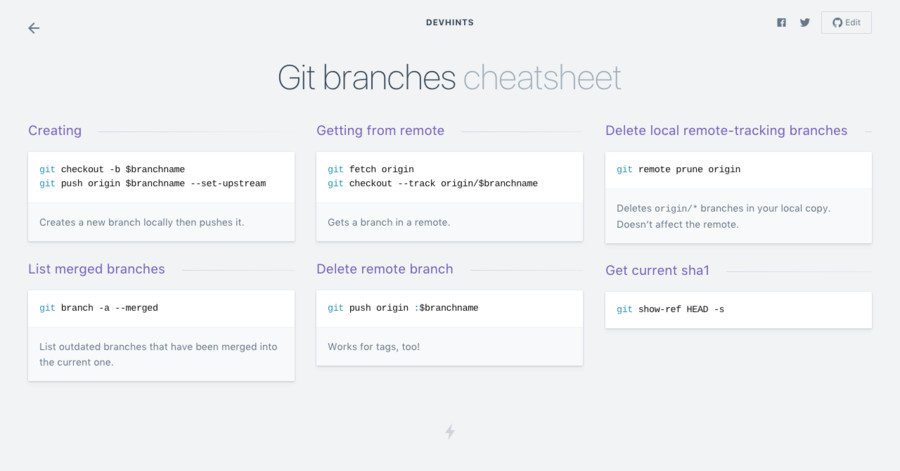 DEVHINTS
Edit
Git branches cheatsheet
Creating
git checkout -b $branchname
git push origin $branchname --set-upstream
Creates a new branch locally then pushes it.
Getting from remote
git fetch origin
git checkout --track origin/$branchname
Gets a branch in a remote.
Delete local remote-tracking branches
git remote prune origin
Deletes origin/* branches in your local copy.
Doesn't affect the remote.
List merged branches
git branch -a --merged
List outdated branches that have been merged into
the current one.
Delete remote branch
git push origin :$branchname
Works for tags, too!
Get current sha1
git show-ref HEAD -s